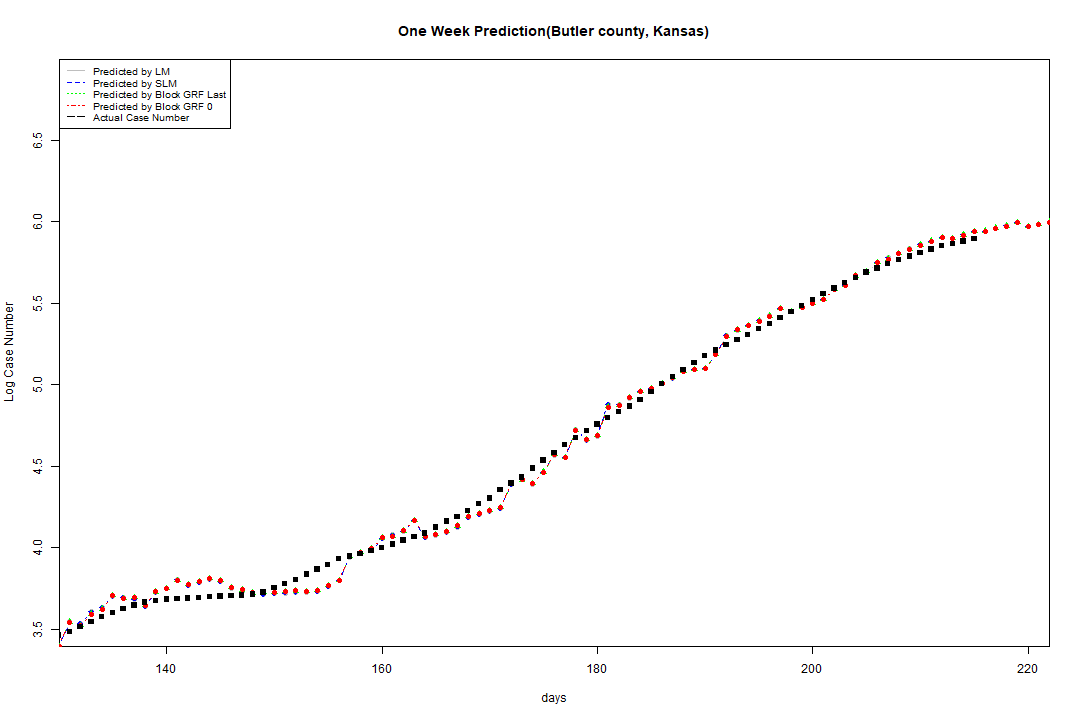 One Week Prediction(Butler county, Kansas)
Predicted by LM
Predicted by SLM
Predicted by Block GRF Last
Predicted by Block GRF 0
Actual Case Number
6.5
6.0
5.5
5.0
4.5
4.0
3.5
Log Case Number
140 160 180 200 220
days